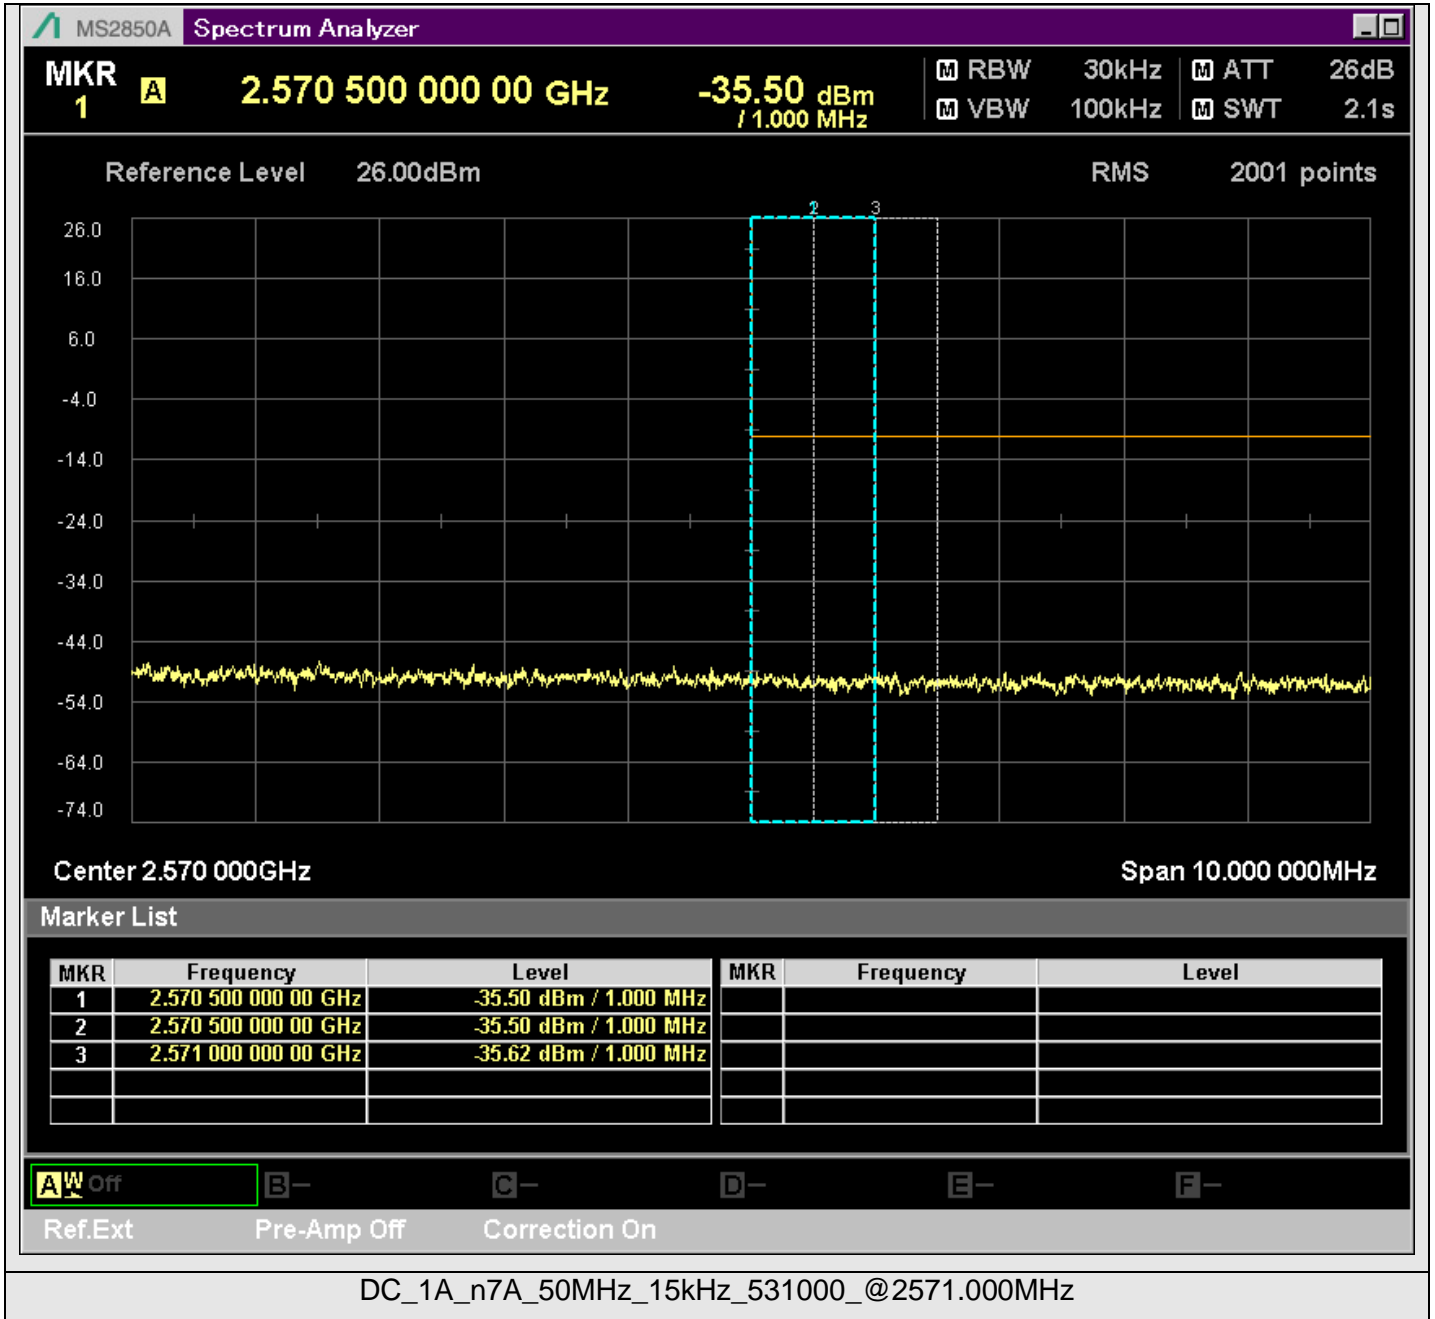 MS2850A Spectrum Analyzer
MKR 1 A 2.570 500 000 00 GHz -35.50 dBm / 1.000 MHz
M RBW 30kHz M ATT 26dB
M VBW 100kHz M SWT 2.1s
Reference Level 26.00dBm RMS 2001 points
2 3
26.0
16.0
6.0
-4.0
-14.0
-24.0
-34.0
-44.0
-54.0
-64.0
-74.0
Center 2.570 000GHz Span 10.000 000MHz
Marker List
MKR Frequency Level MKR Frequency Level
1 2.570 500 000 00 GHz -35.50 dBm / 1.000 MHz
2 2.570 500 000 00 GHz -35.50 dBm / 1.000 MHz
3 2.571 000 000 00 GHz -35.62 dBm / 1.000 MHz
A W Off B – C – D – E – F –
Ref.Ext Pre-Amp Off Correction On
DC_1A_n7A_50MHz_15kHz_531000_@2571.000MHz